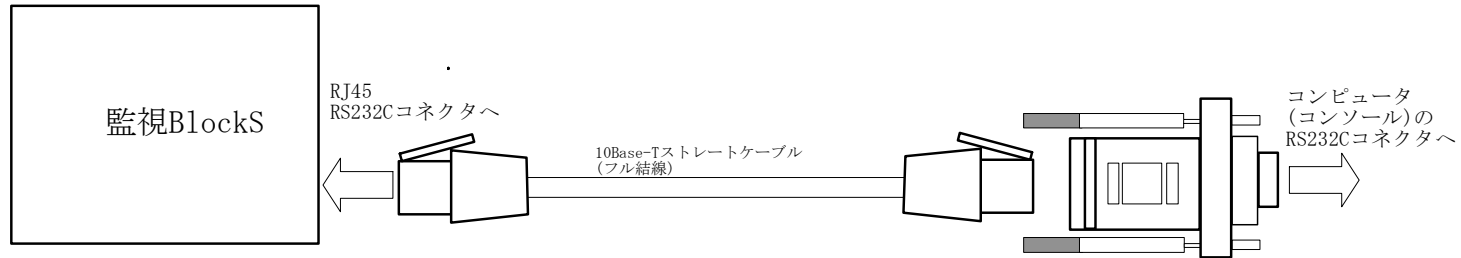 監視BlockS
RJ45
RS232Cコネクタへ
10Base-Tストレートケーブル
(フル結線)
コンピュータ
(コンソール)の
RS232Cコネクタへ